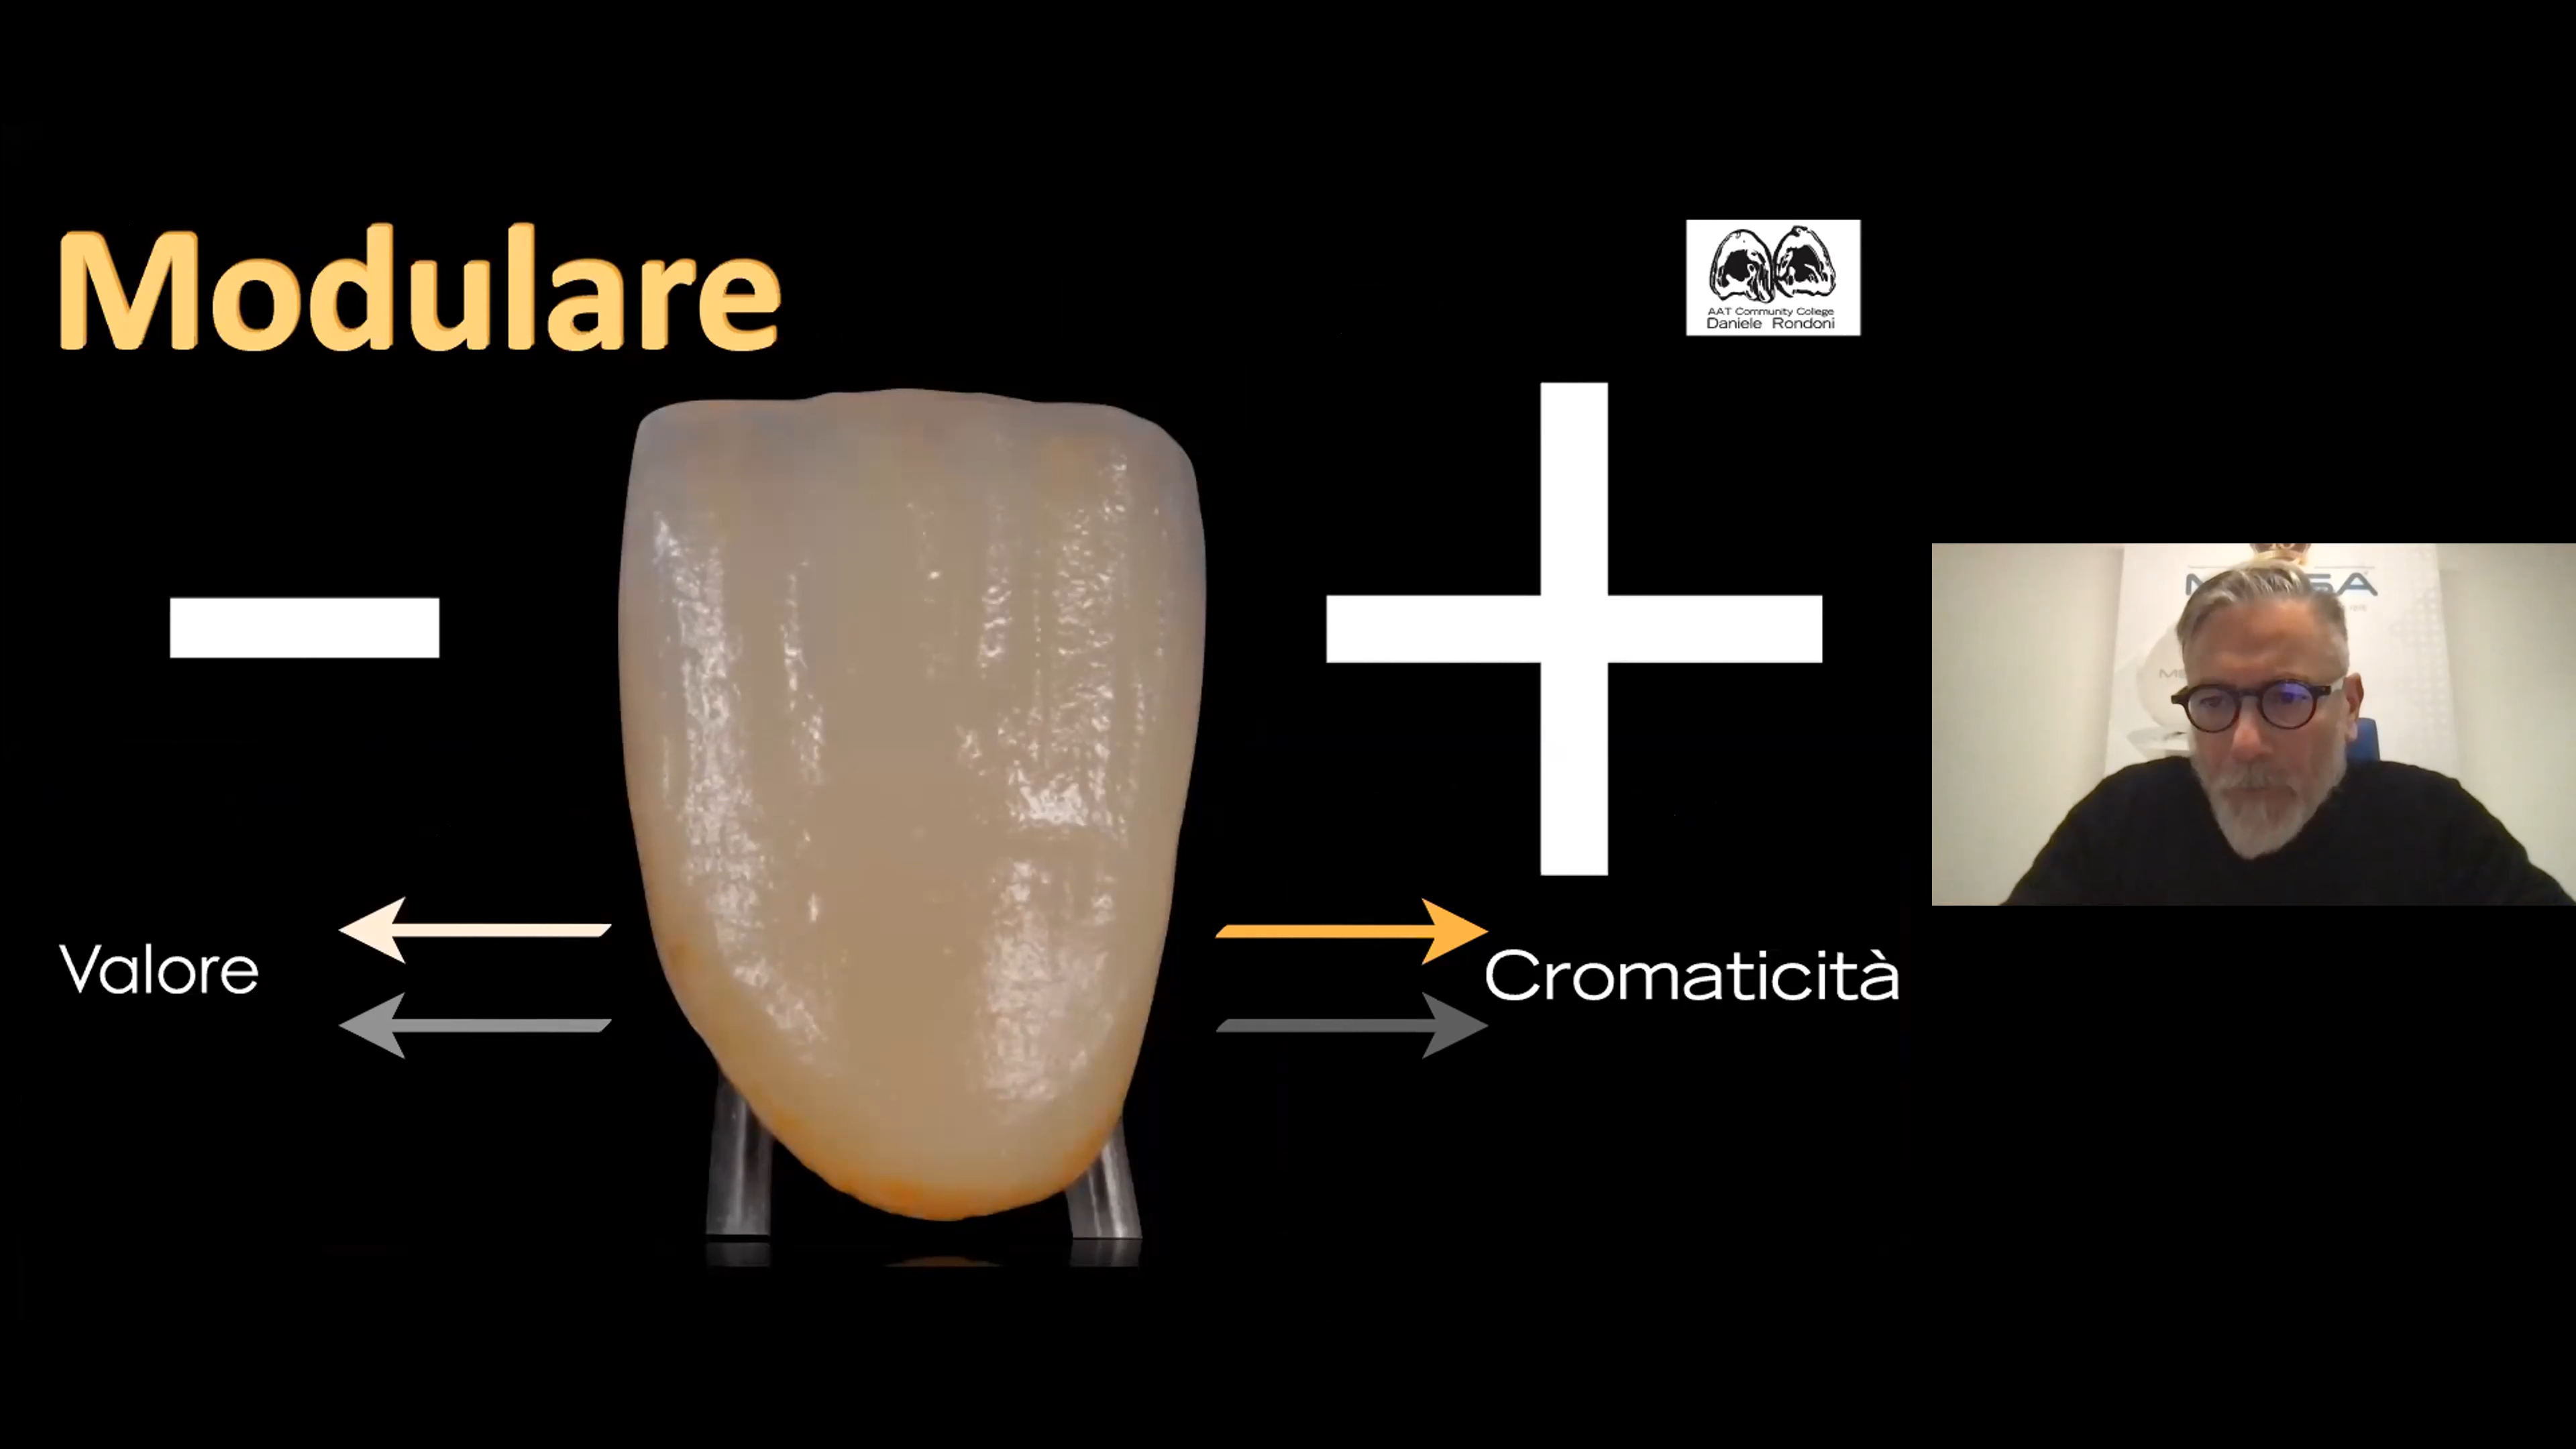 Modulare
AAT Community College
Daniele Rondoni
Valore
Cromaticità